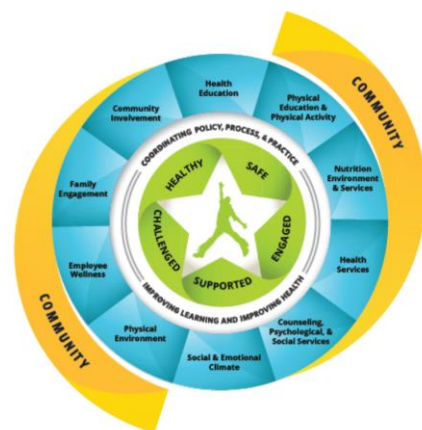 COMMUNITY
Health
Education
Physical
Education &
Physical Activity
Nutrition
Environment
& Services
Health
Services
Counseling,
Psychological, &
Social Services
Social & Emotional
Climate
Physical
Environment
Employee
Wellness
Family
Engagement
Community
Involvement
COORDINATING POLICY, PROCESS, & PRACTICE
IMPROVING LEARNING AND IMPROVING HEALTH
HEALTHY
SAFE
ENGAGED
SUPPORTED
CHALLENGED
COMMUNITY